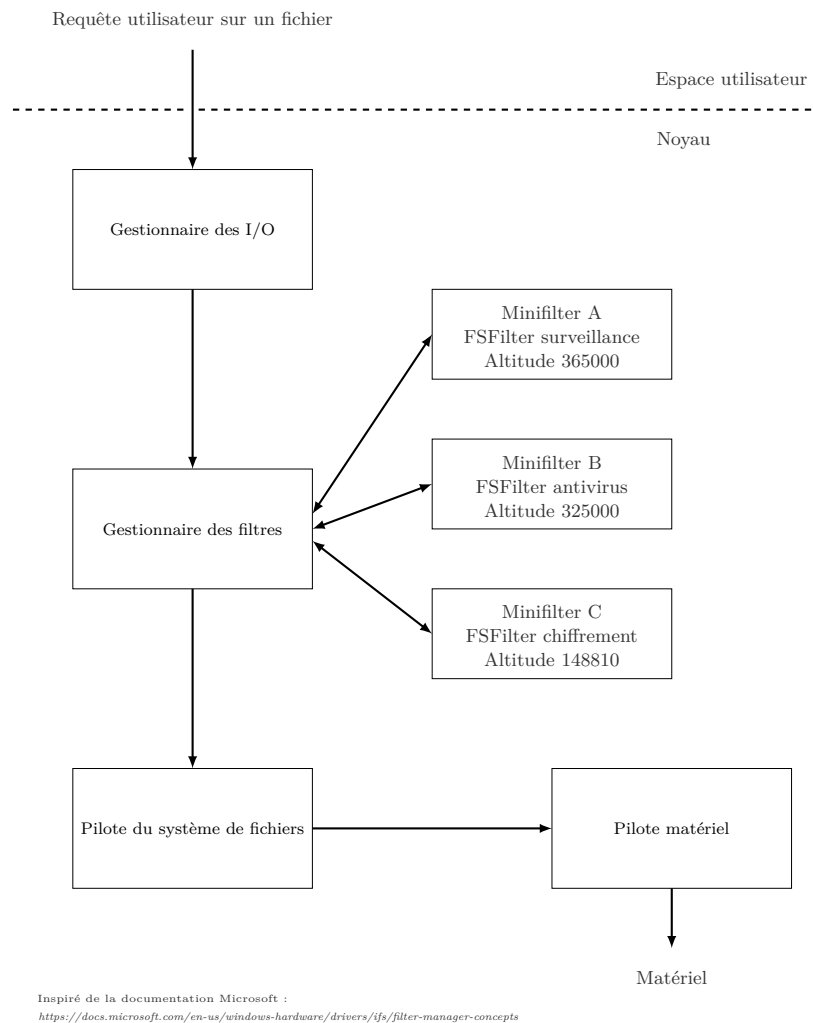 Requête utilisateur sur un fichier
Espace utilisateur
Noyau
Gestionnaire des I/O
Minifilter A
FSFilter surveillance
Altitude 365000
Minifilter B
FSFilter antivirus
Altitude 325000
Gestionnaire des filtres
Minifilter C
FSFilter chiffrement
Altitude 148810
Pilote du système de fichiers
Pilote matériel
Matériel
Inspiré de la documentation Microsoft :
https://docs.microsoft.com/en-us/windows-hardware/drivers/ifs/filter-manager-concepts